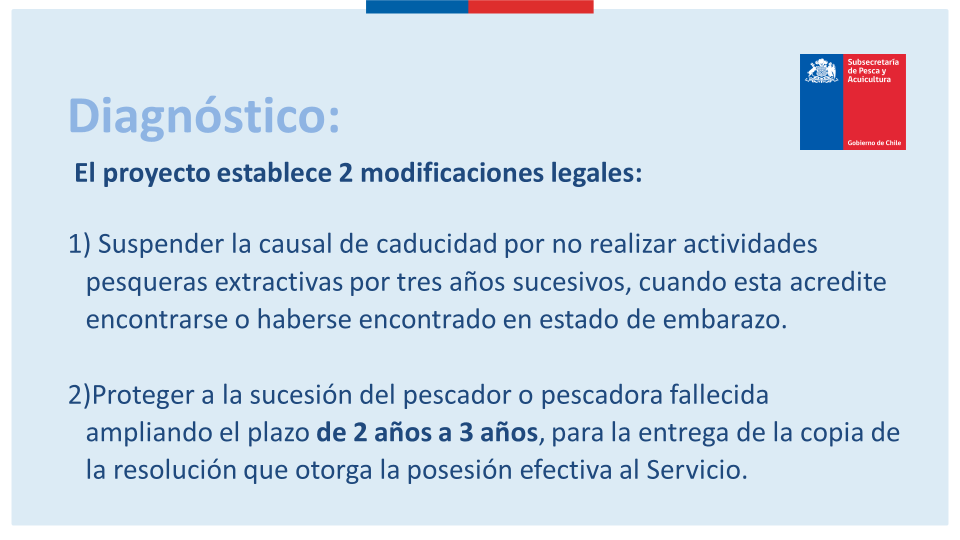 Subsecretaría
de Pesca y
Acuicultura
Gobierno de Chile
Diagnóstico:
El proyecto establece 2 modificaciones legales:
1) Suspender la causal de caducidad por no realizar actividades
pesqueras extractivas por tres años sucesivos, cuando esta acredite
encontrarse o haberse encontrado en estado de embarazo.
2)Proteger a la sucesión del pescador o pescadora fallecida
ampliando el plazo de 2 años a 3 años, para la entrega de la copia de
la resolución que otorga la posesión efectiva al Servicio.